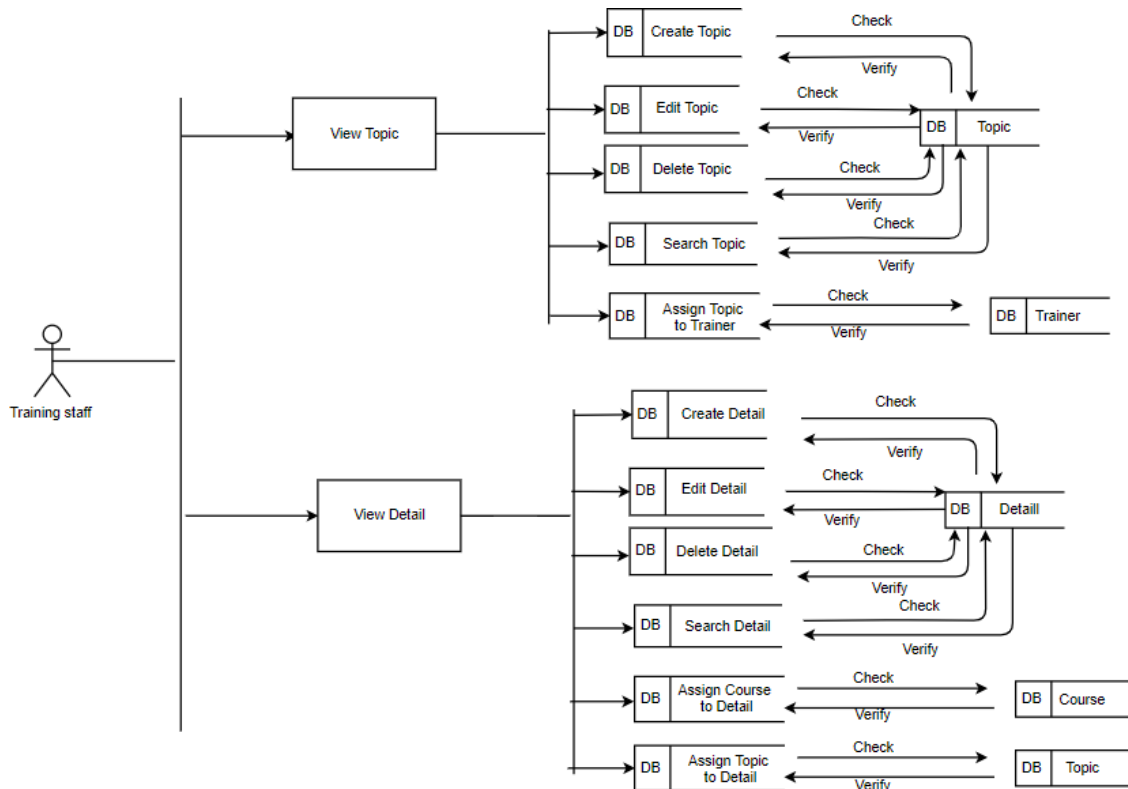 DB Create Topic
Check
Verify
DB Edit Topic
Check
Verify
View Topic
DB Topic
DB Delete Topic
Check
Verify
DB Search Topic
Check
Verify
DB Assign Topic
to Trainer
Check
Verify
DB Trainer
Training staff
DB Create Detail
Check
Verify
DB Edit Detail
Check
Verify
View Detail
DB Detaill
DB Delete Detail
Check
Verify
DB Search Detail
Check
Verify
DB Assign Course
to Detail
Check
Verify
DB Course
DB Assign Topic
to Detail
Check
Verify
DB Topic